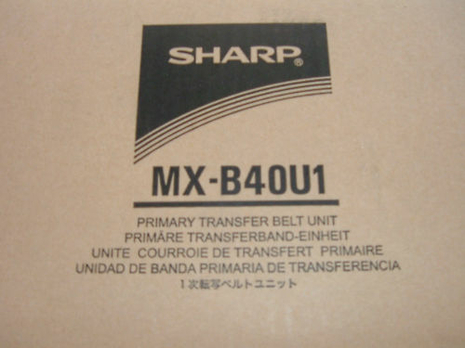 SHARP®
MX-B40U1
PRIMARY TRANSFER BELT UNIT
PRIMÄRE TRANSFERBAND-EINHEIT
UNITE COURROIE DE TRANSFERT PRIMAIRE
UNIDAD DE BANDA PRIMARIA DE TRANSFERENCIA
1次転写ベルトユニット